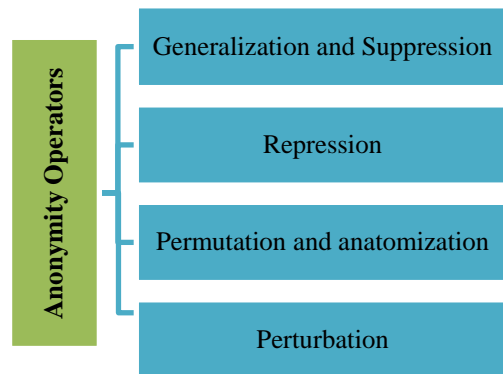 Anonymity Operators
Generalization and Suppression
Repression
Permutation and anatomization
Perturbation